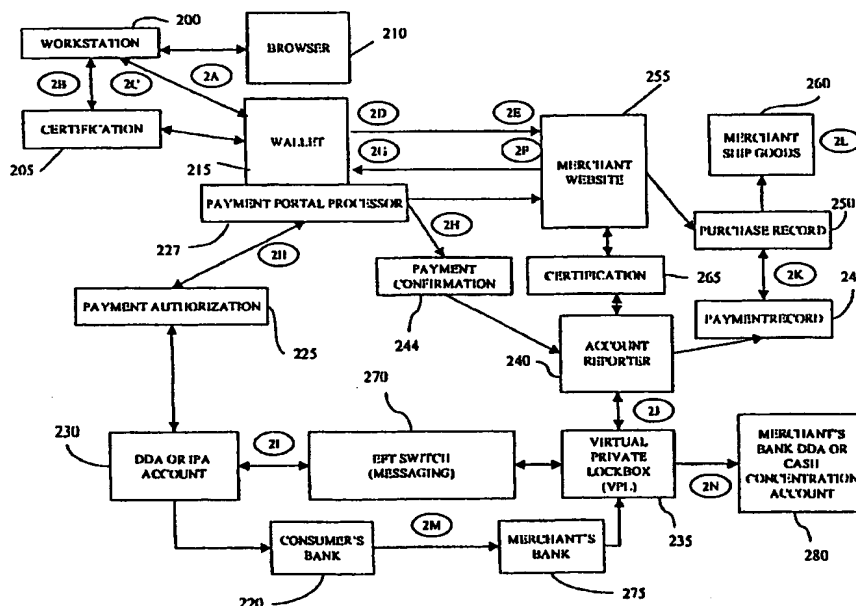 200
WORKSTATION
BROWSER
210
2B
2C
2A
255
260
CERTIFICATION
205
WALLET
215
2D
2E
2G
2F
MERCHANT
WEBSITE
MERCHANT
SHIP GOODS
2L
PAYMENT PORTAL PROCESSOR
227
2H
2H
250
PURCHASE RECORD
PAYMENT
CONFIRMATION
244
CERTIFICATION
265
2K
PAYMENT AUTHORIZATION
225
24
PAYMENTRECORD
ACCOUNT
REPORTER
240
270
230
2J
DDA OR IPA
ACCOUNT
2I
EFT SWITCH
(MESSAGING)
VIRTUAL
PRIVATE
LOCKBOX
(VPL)
235
2N
MERCHANT'S
BANK DDA OR
CASH
CONCENTRATION
ACCOUNT
280
CONSUMER'S
BANK
220
2M
MERCHANT'S
BANK
275